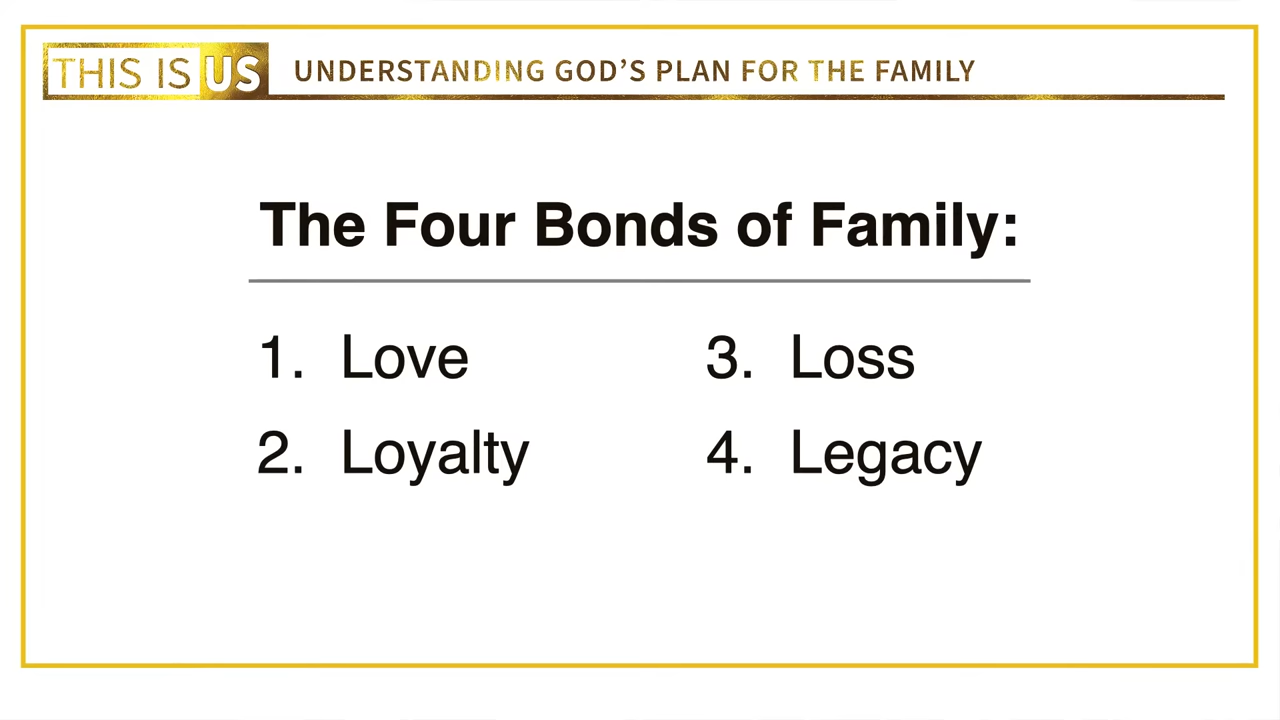 THIS IS US UNDERSTANDING GOD'S PLAN FOR THE FAMILY
The Four Bonds of Family:
1. Love
2. Loyalty
3. Loss
4. Legacy